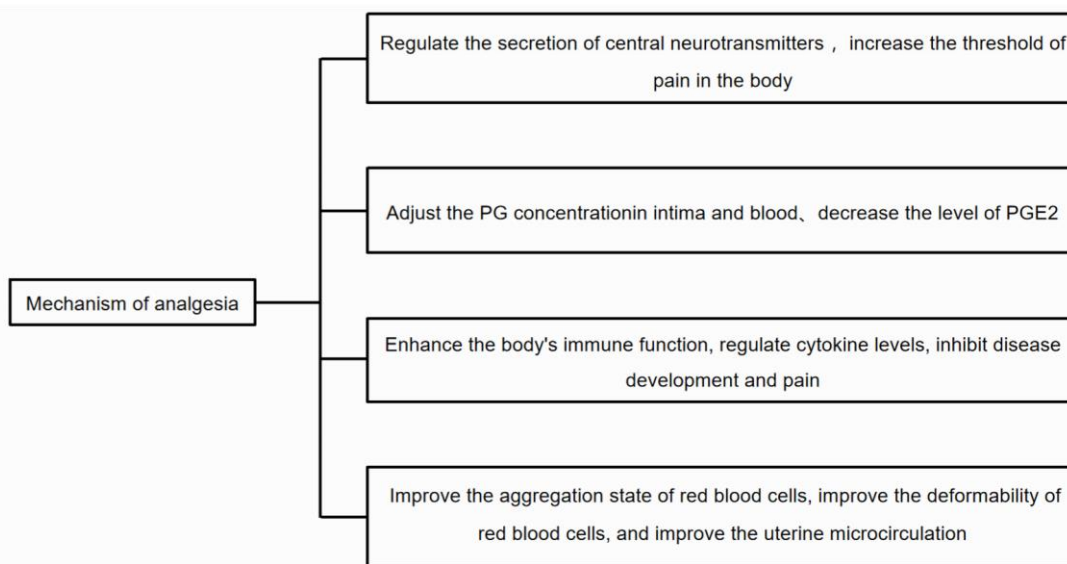 Regulate the secretion of central neurotransmitters ，increase the threshold of
pain in the body
Adjust the PG concentrationin intima and blood、decrease the level of PGE2
Mechanism of analgesia
Enhance the body's immune function, regulate cytokine levels, inhibit disease
development and pain
Improve the aggregation state of red blood cells, improve the deformability of
red blood cells, and improve the uterine microcirculation